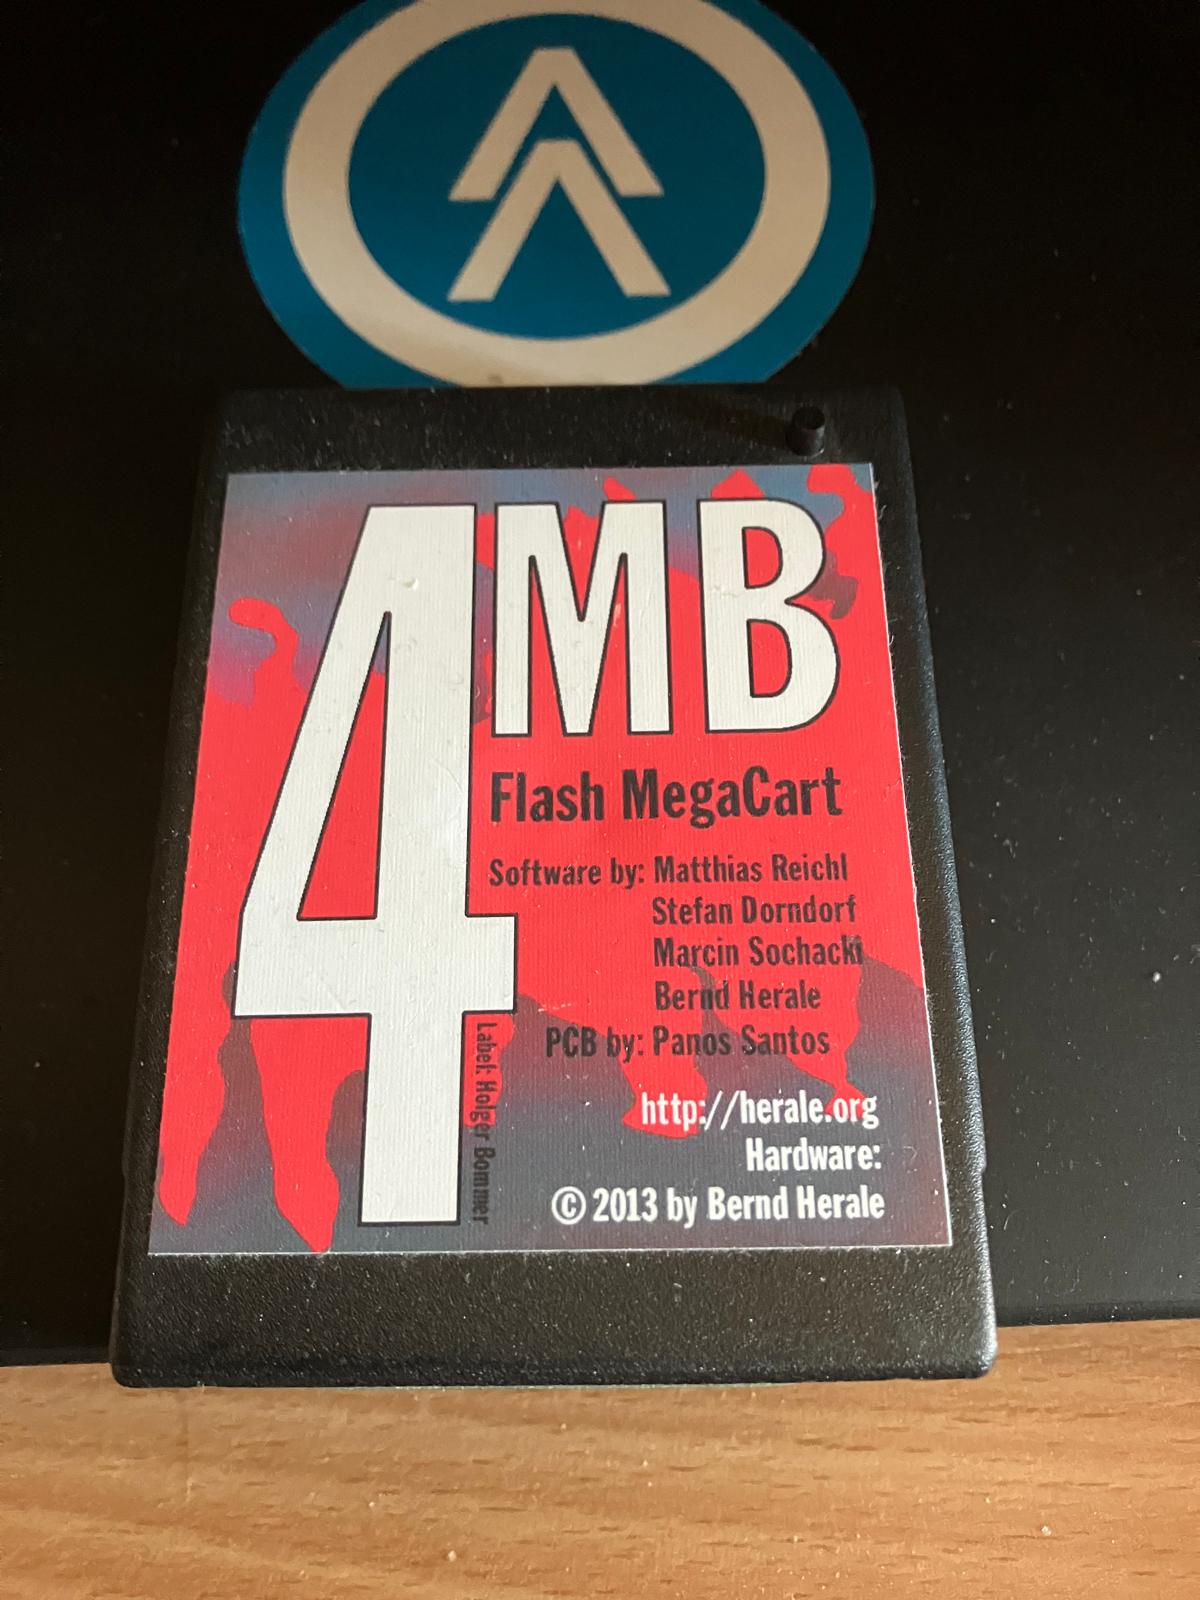 4MB
Flash MegaCart
Software by: Matthias Reichl
Stefan Dorndorf
Marcin Sochacki
Bernd Herale
PCB by: Panos Santos
Label: Holger Bommer
http://herale.org
Hardware:
© 2013 by Bernd Herale